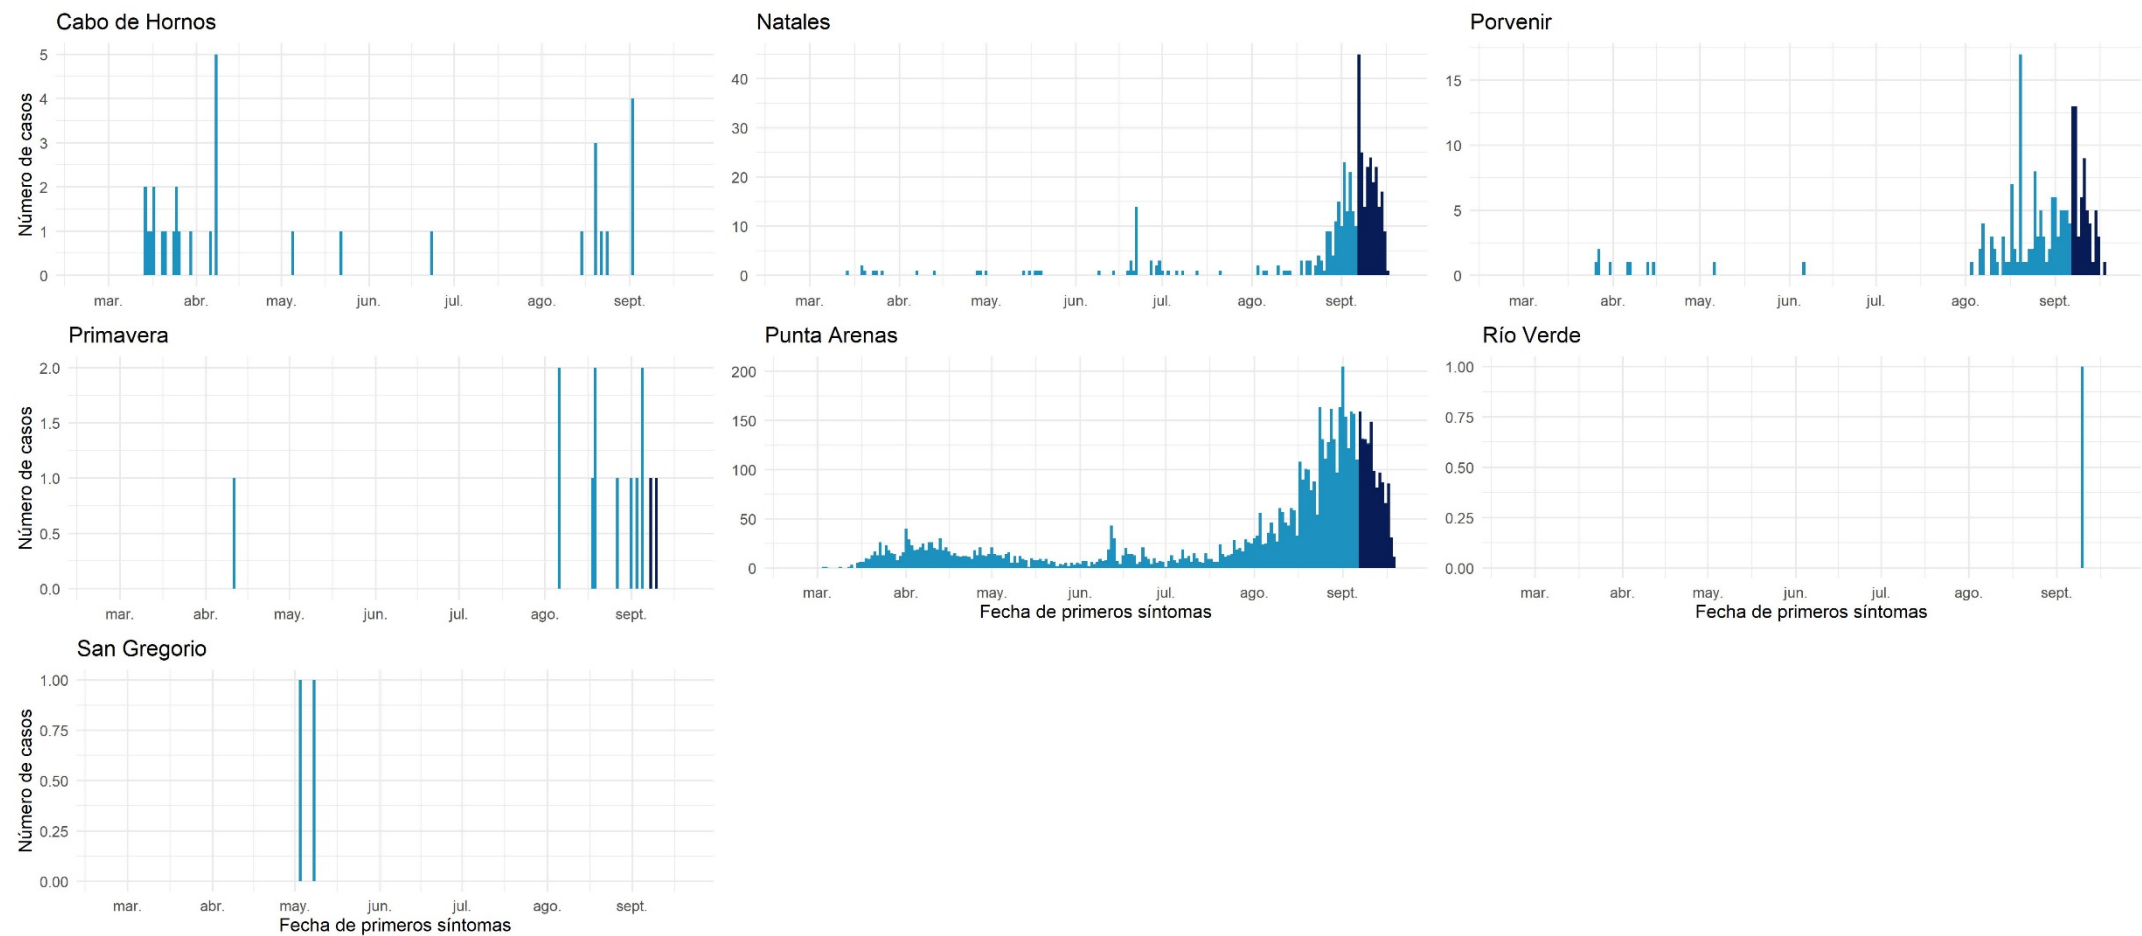 Cabo de Hornos
Número de casos
5
4
3
2
1
0
mar. abr. may. jun. jul. ago. sept.
Natales
40
30
20
10
0
mar. abr. may. jun. jul. ago. sept.
Porvenir
15
10
5
0
mar. abr. may. jun. jul. ago. sept.
Primavera
Número de casos
2.0
1.5
1.0
0.5
0.0
mar. abr. may. jun. jul. ago. sept.
Punta Arenas
200
150
100
50
0
mar. abr. may. jun. jul. ago. sept.
Fecha de primeros síntomas
Río Verde
1.00
0.75
0.50
0.25
0.00
mar. abr. may. jun. jul. ago. sept.
Fecha de primeros síntomas
San Gregorio
Número de casos
1.00
0.75
0.50
0.25
0.00
mar. abr. may. jun. jul. ago. sept.
Fecha de primeros síntomas